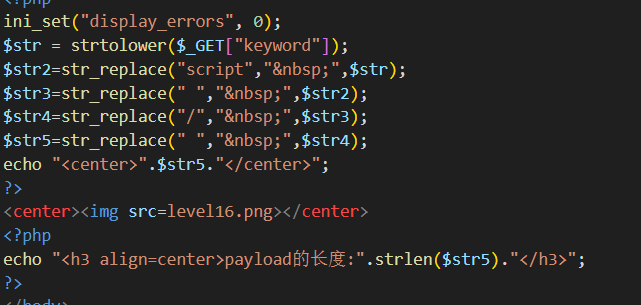 <?php
ini_set("display_errors", 0);
$str = strtolower($_GET["keyword"]);
$str2=str_replace("script","&nbsp;",$str);
$str3=str_replace(" ","&nbsp;",$str2);
$str4=str_replace("/","&nbsp;",$str3);
$str5=str_replace(" ","&nbsp;",$str4);
echo "<center>".$str5."</center>";
?>
<center><img src=level16.png></center>
<?php
echo "<h3 align=center>payload的长度:".strlen($str5)."</h3>";
?>
</body>